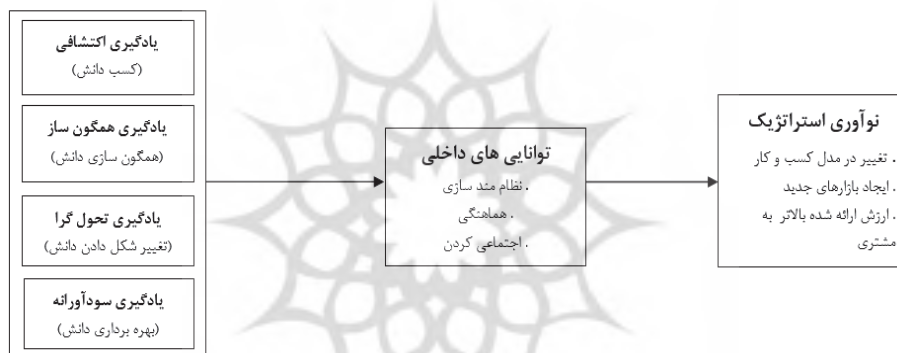 یادگیری اکتشافی
(کسب دانش)
یادگیری همگون ساز
(همگون سازی دانش)
یادگیری تحول گرا
(تغییر شکل دادن دانش)
یادگیری سودآورانه
(بهره برداری دانش)
توانایی های داخلی
. نظام مند سازی
. هماهنگی
. اجتماعی کردن
نوآوری استراتژیک
. تغییر در مدل کسب و کار
. ایجاد بازارهای جدید
. ارزش ارائه شده بالاتر به
مشتری